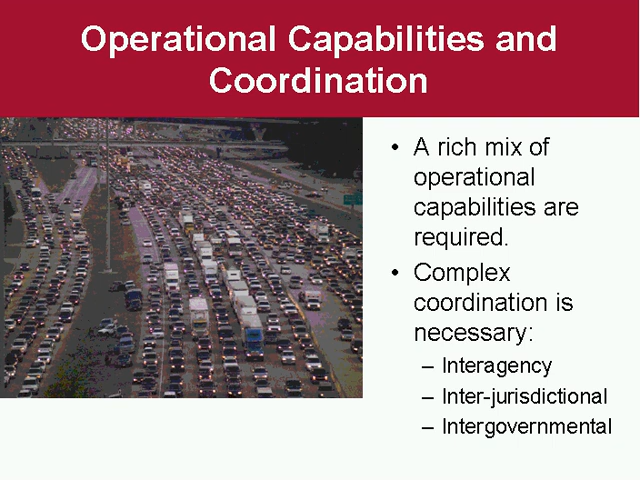 Operational Capabilities and
Coordination
• A rich mix of
operational
capabilities are
required.
• Complex
coordination is
necessary:
– Interagency
– Inter-jurisdictional
– Intergovernmental